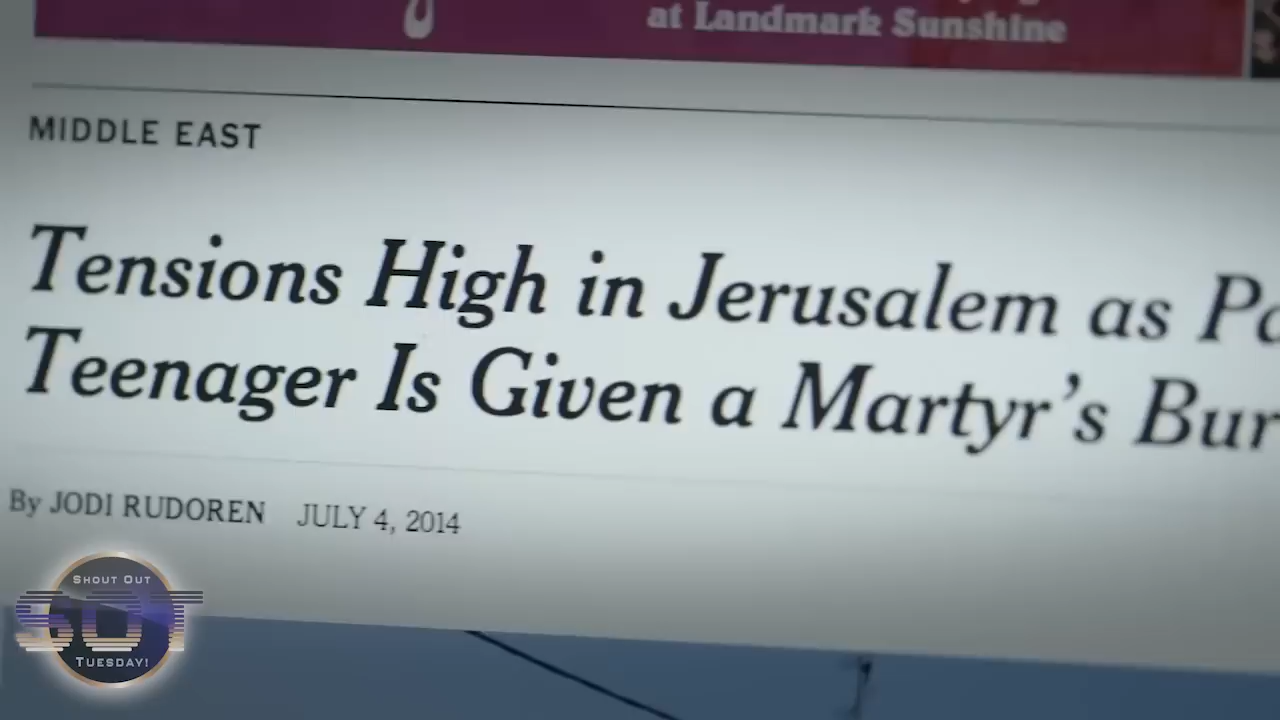 at Landmark Sunshine
MIDDLE EAST
Tensions High in Jerusalem as
Teenager Is Given a Martyr's
By JODI RUDOREN JULY 4, 2014
SHOUT OUT
SOT
TUESDAY!